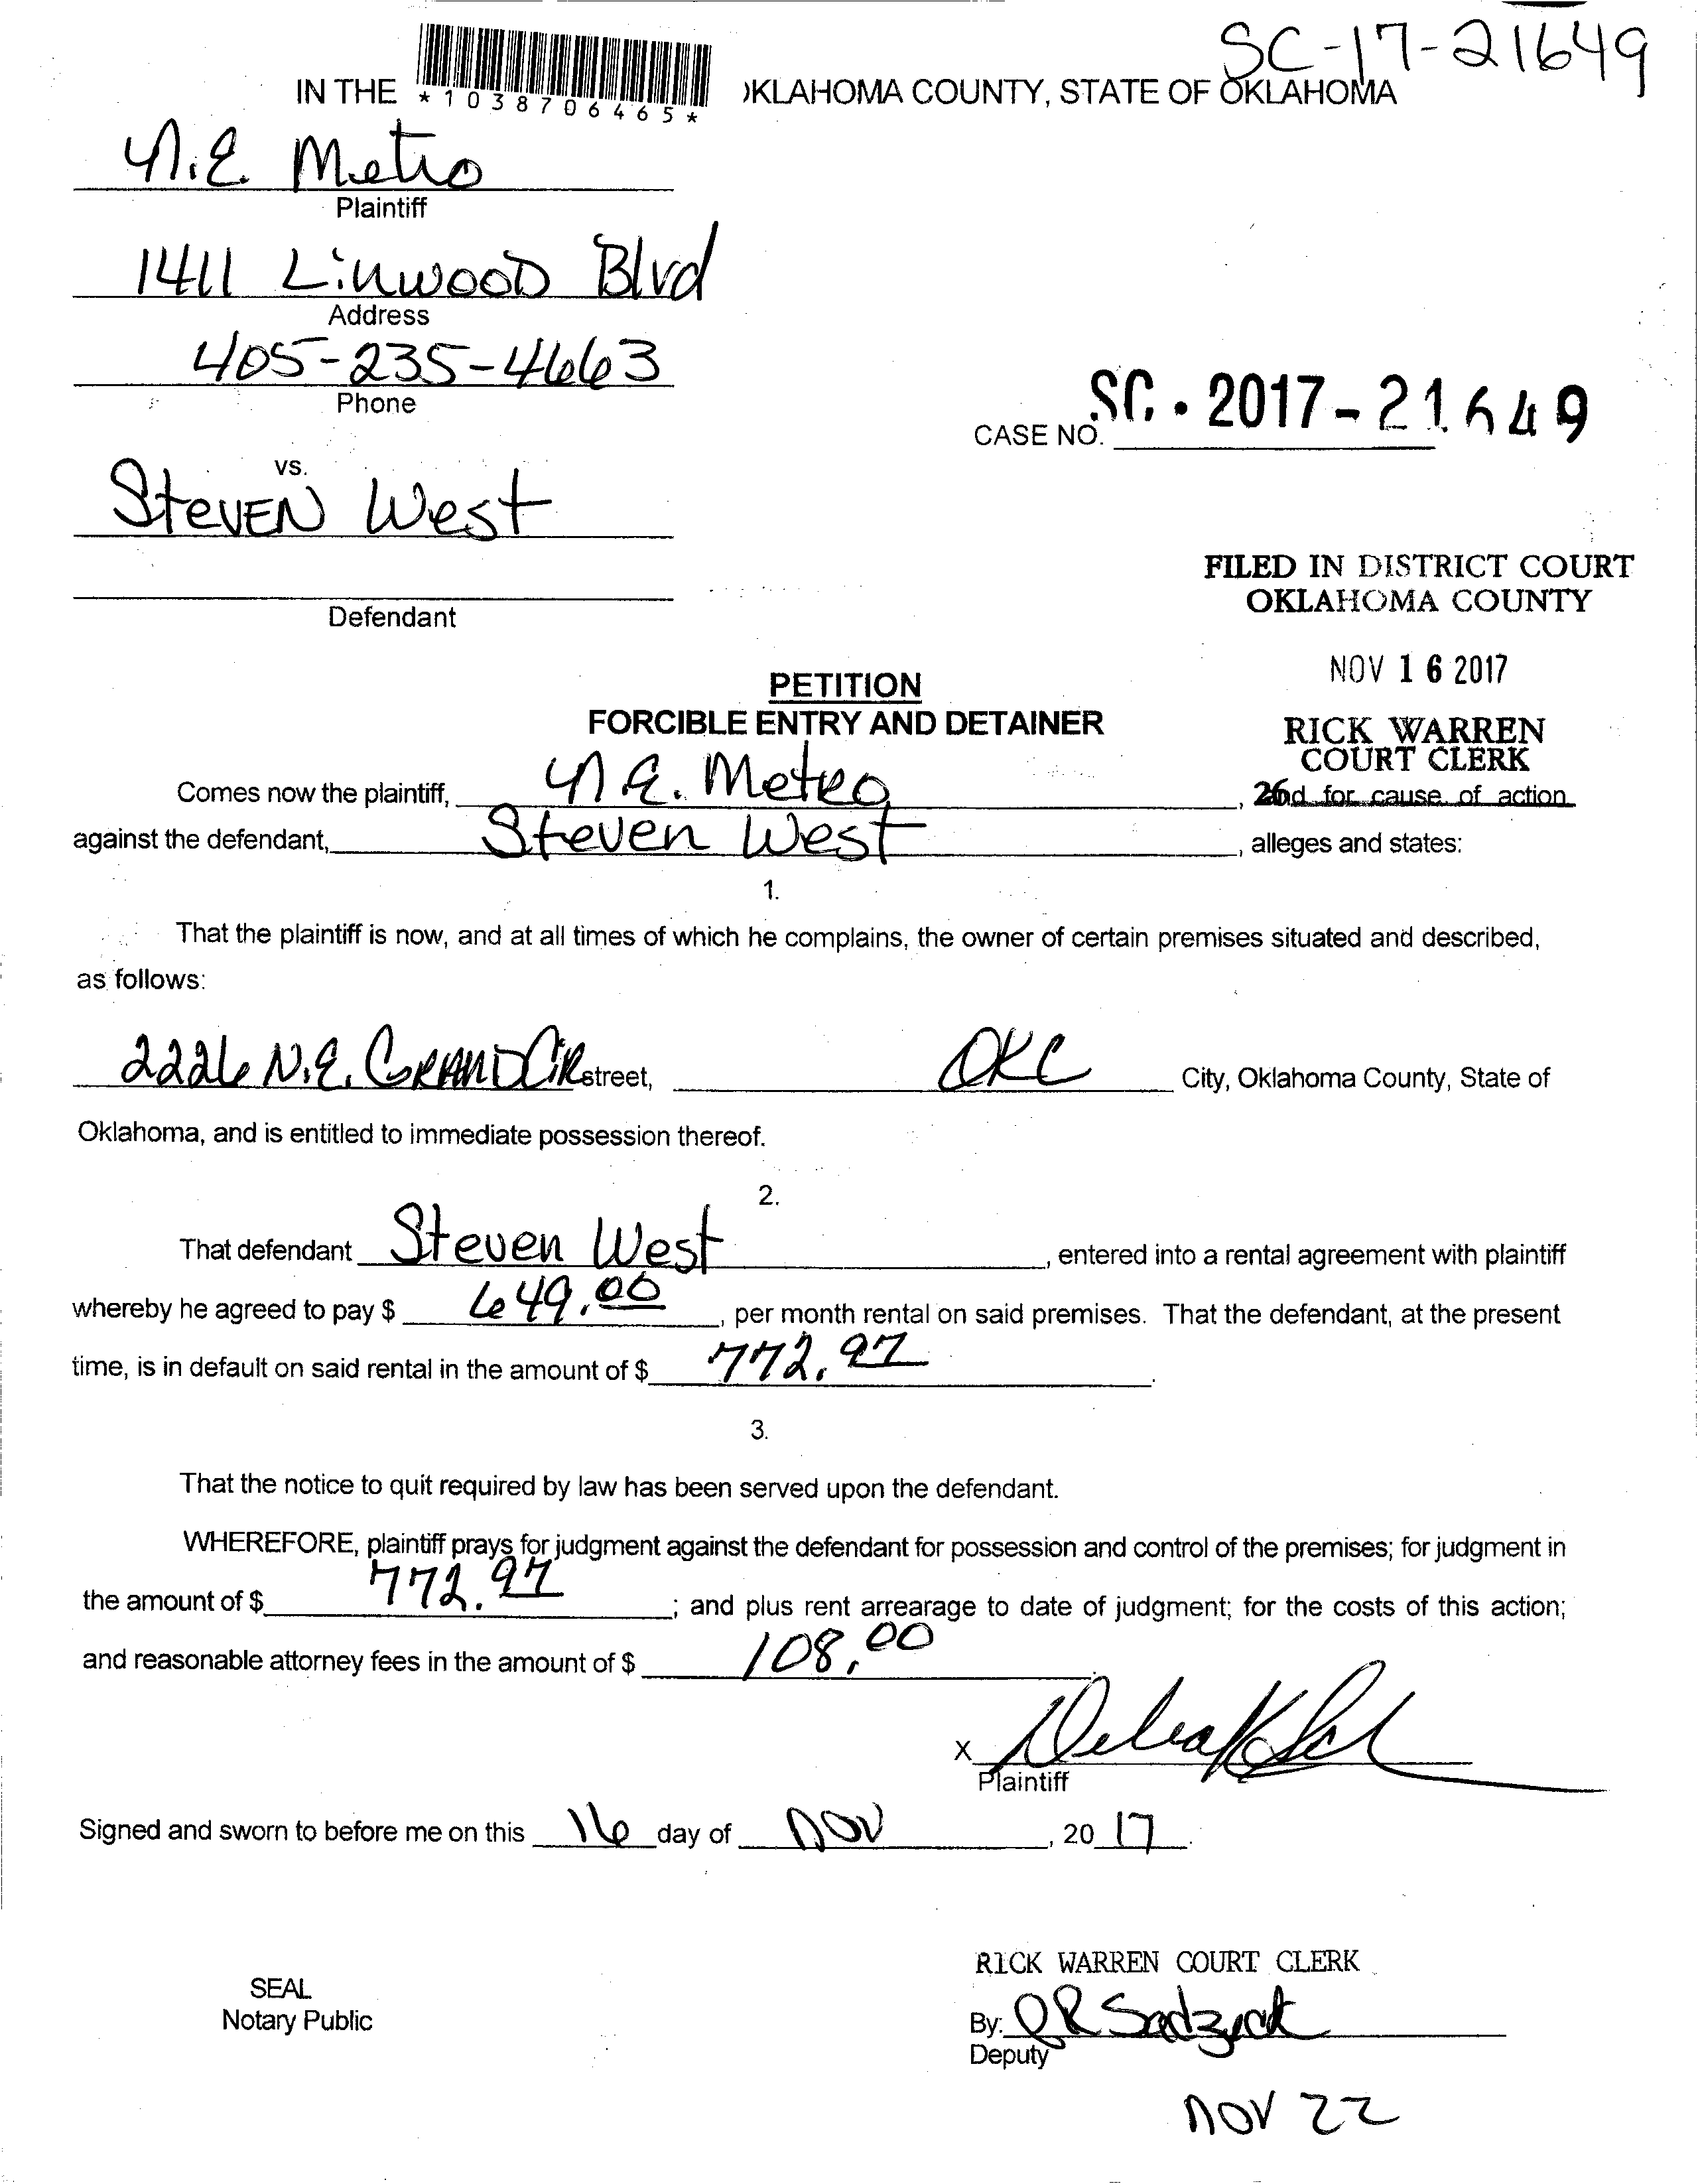 SC-17-21649
IN THE *1038706465* OKLAHOMA COUNTY, STATE OF OKLAHOMA
N.E. Metro
Plaintiff
1411 Linwood Blvd
Address
405-235-4663
Phone
SC • 2017-21649
CASE NO.
vs.
Steven West
FILED IN DISTRICT COURT
OKLAHOMA COUNTY
Defendant
NOV 16 2017
PETITION
FORCIBLE ENTRY AND DETAINER
RICK WARREN
COURT CLERK
26
Comes now the plaintiff, N.E. Metro, and for cause of action
against the defendant, Steven West, alleges and states:
1.
That the plaintiff is now, and at all times of which he complains, the owner of certain premises situated and described,
as follows:
2226 N.E. GRAND CIR street, OKC City, Oklahoma County, State of
Oklahoma, and is entitled to immediate possession thereof.
2.
That defendant Steven West, entered into a rental agreement with plaintiff
whereby he agreed to pay $ 649.00, per month rental on said premises. That the defendant, at the present
time, is in default on said rental in the amount of $ 772.97.
3.
That the notice to quit required by law has been served upon the defendant.
WHEREFORE, plaintiff prays for judgment against the defendant for possession and control of the premises; for judgment in
the amount of $ 772.97; and plus rent arrearage to date of judgment; for the costs of this action;
and reasonable attorney fees in the amount of $ 108.00.
X
Plaintiff
Signed and sworn to before me on this 16 day of NOV, 20 17.
RICK WARREN COURT CLERK
SEAL
Notary Public
By:
Deputy
NOV 22